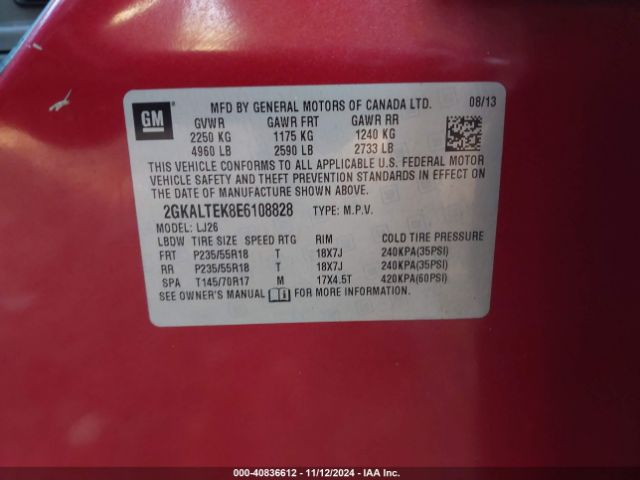 GM
MFD BY GENERAL MOTORS OF CANADA LTD. 08/13
GVWR GAWR FRT GAWR RR
2250 KG 1175 KG 1240 KG
4960 LB 2590 LB 2733 LB
THIS VEHICLE CONFORMS TO ALL APPLICABLE U.S. FEDERAL MOTOR
VEHICLE SAFETY AND THEFT PREVENTION STANDARDS IN EFFECT ON
THE DATE OF MANUFACTURE SHOWN ABOVE.
2GKALTEK8E6108828 TYPE: M.P.V.
MODEL: LJ26
LBDW TIRE SIZE SPEED RTG RIM COLD TIRE PRESSURE
FRT P235/55R18 T 18X7J 240KPA(35PSI)
RR P235/55R18 T 18X7J 240KPA(35PSI)
SPA T145/70R17 M 17X4.5T 420KPA(60PSI)
SEE OWNER'S MANUAL FOR MORE INFORMATION.
000-40836612 - 11/12/2024 - IAAI.COM